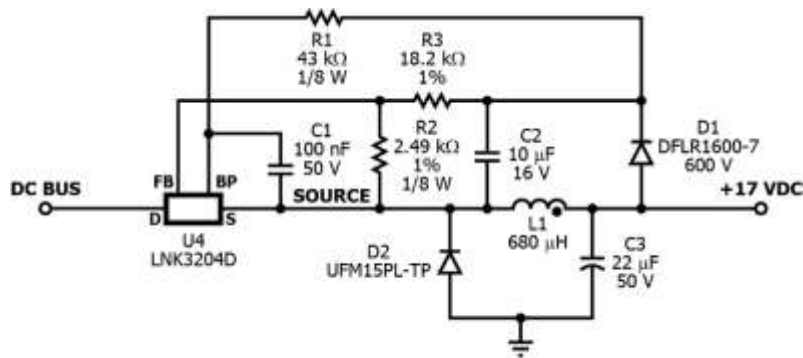 R1
43 kΩ
1/8 W
R3
18.2 kΩ
1%
C1
100 nF
50 V
R2
2.49 kΩ
1%
1/8 W
C2
10 µF
16 V
D1
DFLR1600-7
600 V
DC BUS
FB
BP
D
S
SOURCE
+17 VDC
U4
LNK3204D
D2
UFM15PL-TP
L1
680 µH
C3
22 µF
50 V